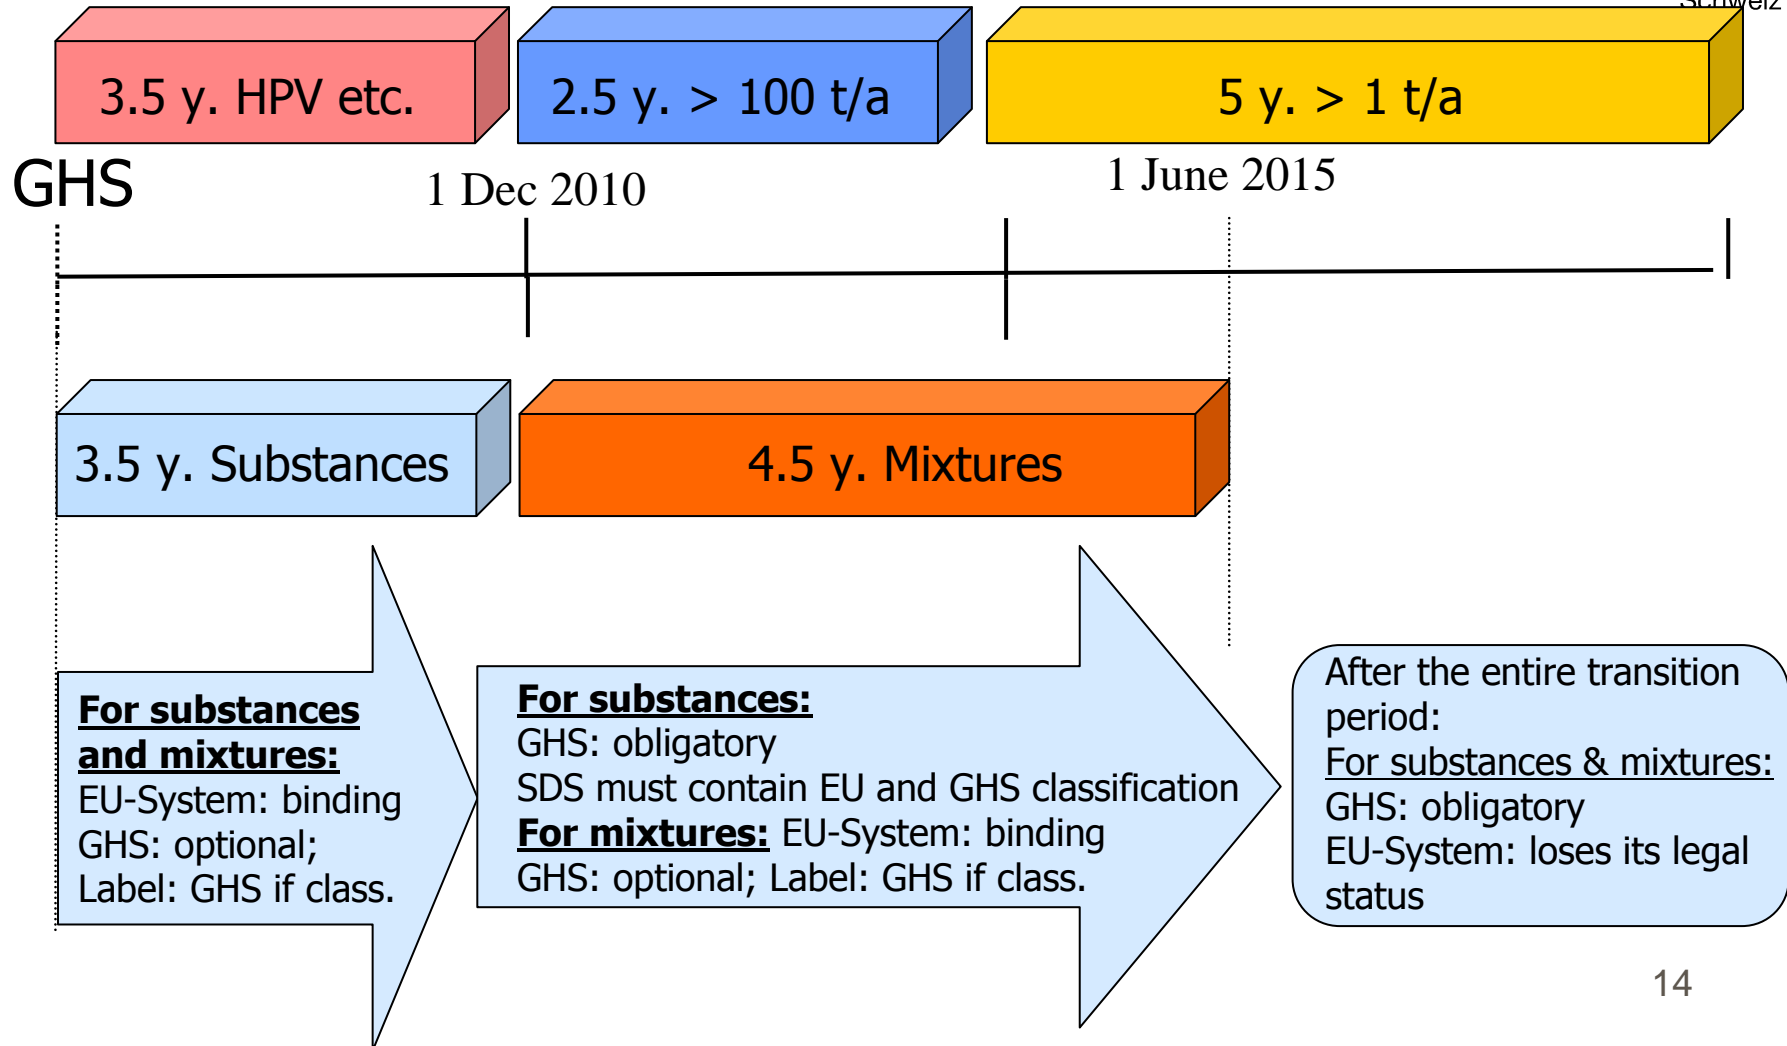 Schweiz
3.5 y. HPV etc.
2.5 y. > 100 t/a
5 y. > 1 t/a
GHS
1 Dec 2010
1 June 2015
3.5 y. Substances
4.5 y. Mixtures
For substances
and mixtures:
EU-System: binding
GHS: optional;
Label: GHS if class.
For substances:
GHS: obligatory
SDS must contain EU and GHS classification
For mixtures: EU-System: binding
GHS: optional; Label: GHS if class.
After the entire transition
period:
For substances & mixtures:
GHS: obligatory
EU-System: loses its legal
status
14